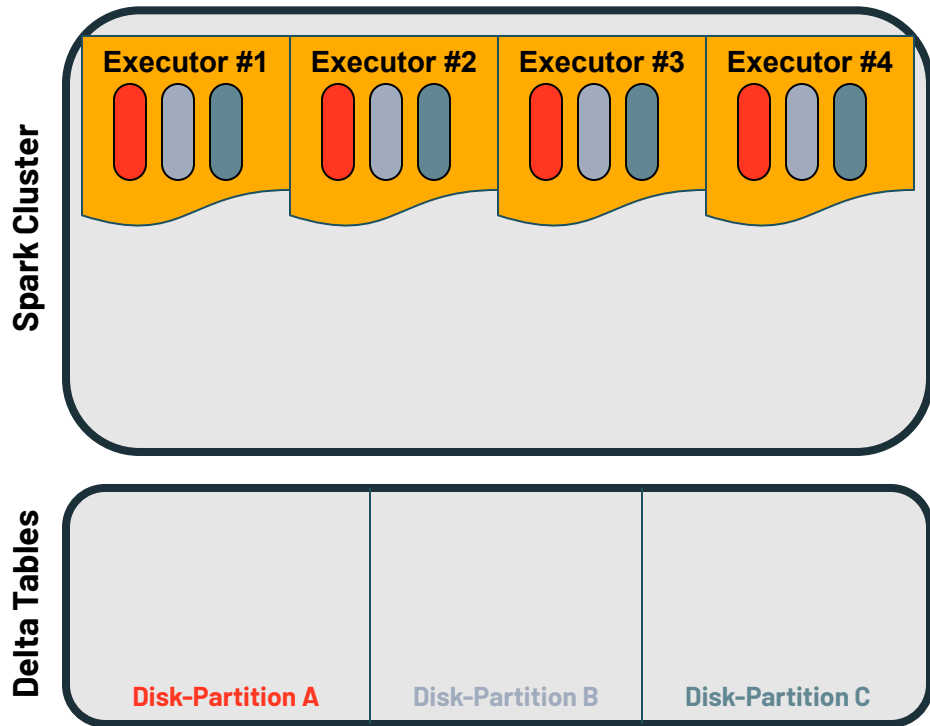 Spark Cluster
Executor #1
Executor #2
Executor #3
Executor #4
Delta Tables
Disk-Partition A
Disk-Partition B
Disk-Partition C